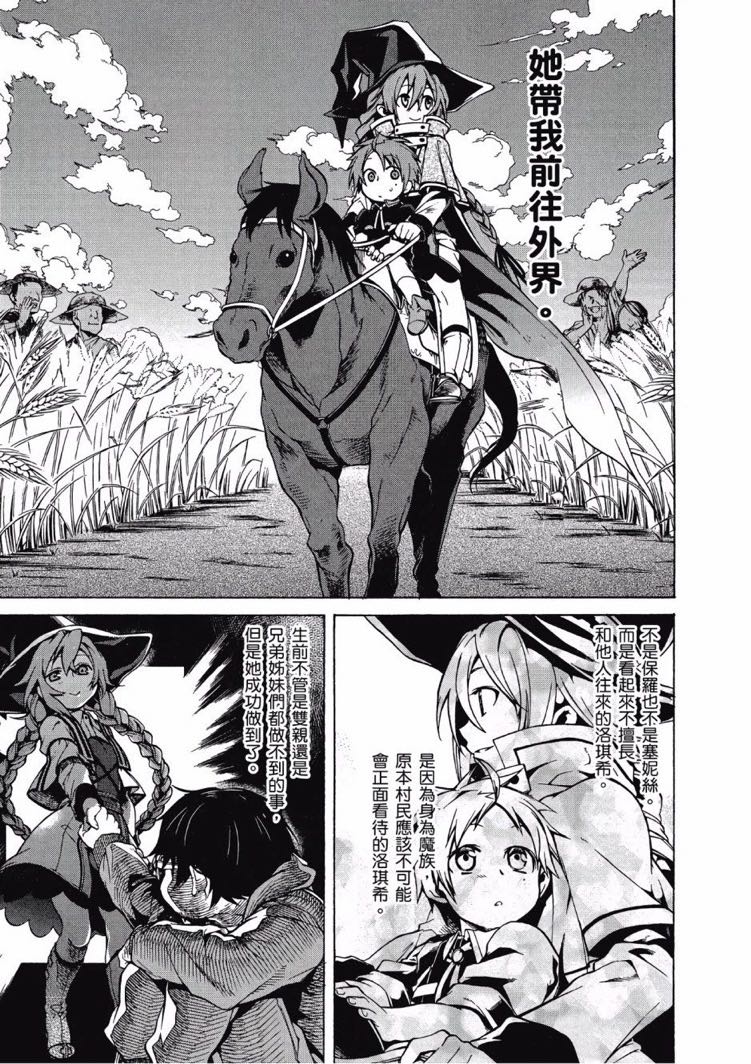 她帶我前往外界。
不是保羅也不是塞妮絲。
而是看起來不擅長
和他人往來的洛琪希。
是因為身為魔族，
原本村民應該不可能
會正面看待的洛琪希。
生前不管是雙親還是
兄弟姊妹們都做不到的事，
但是她成功做到了。